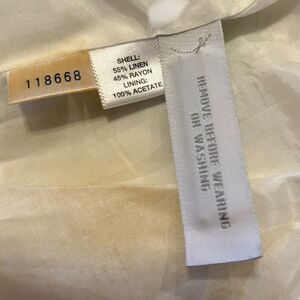 118668
SHELL:
55% LINEN
45% RAYON
LINING:
100% ACETATE
REMOVE BEFORE WEARING
OR WASHING